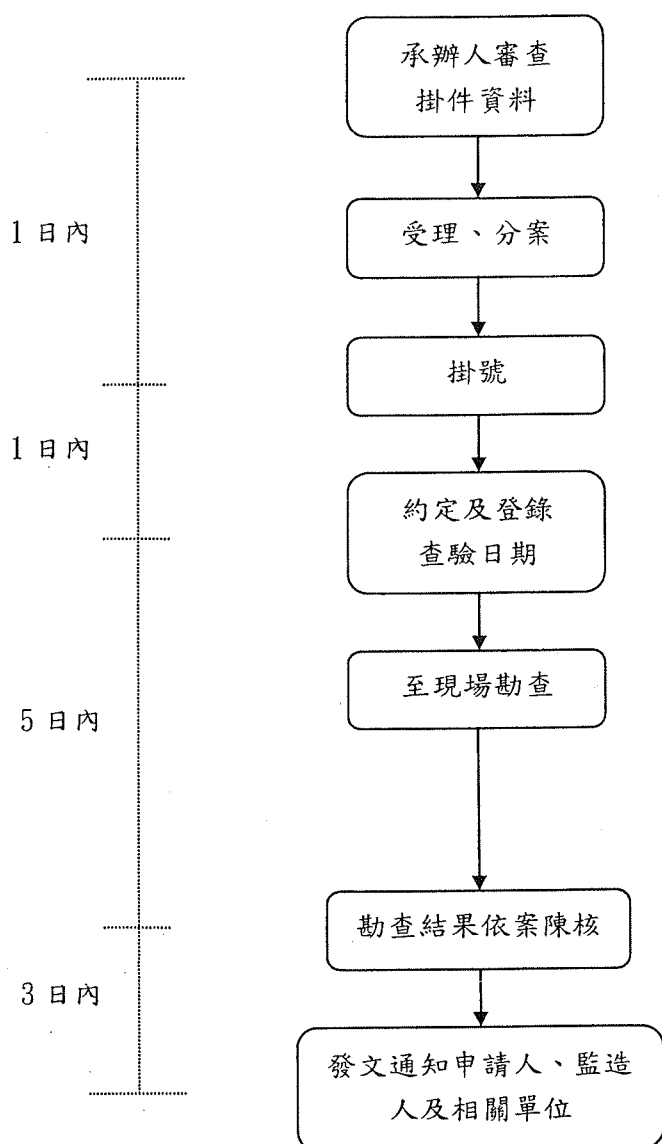 承辦人審查
掛件資料
1日內
受理、分案
掛號
1日內
約定及登錄
查驗日期
至現場勘查
5日內
勘查結果依案陳核
3日內
發文通知申請人、監造
人及相關單位